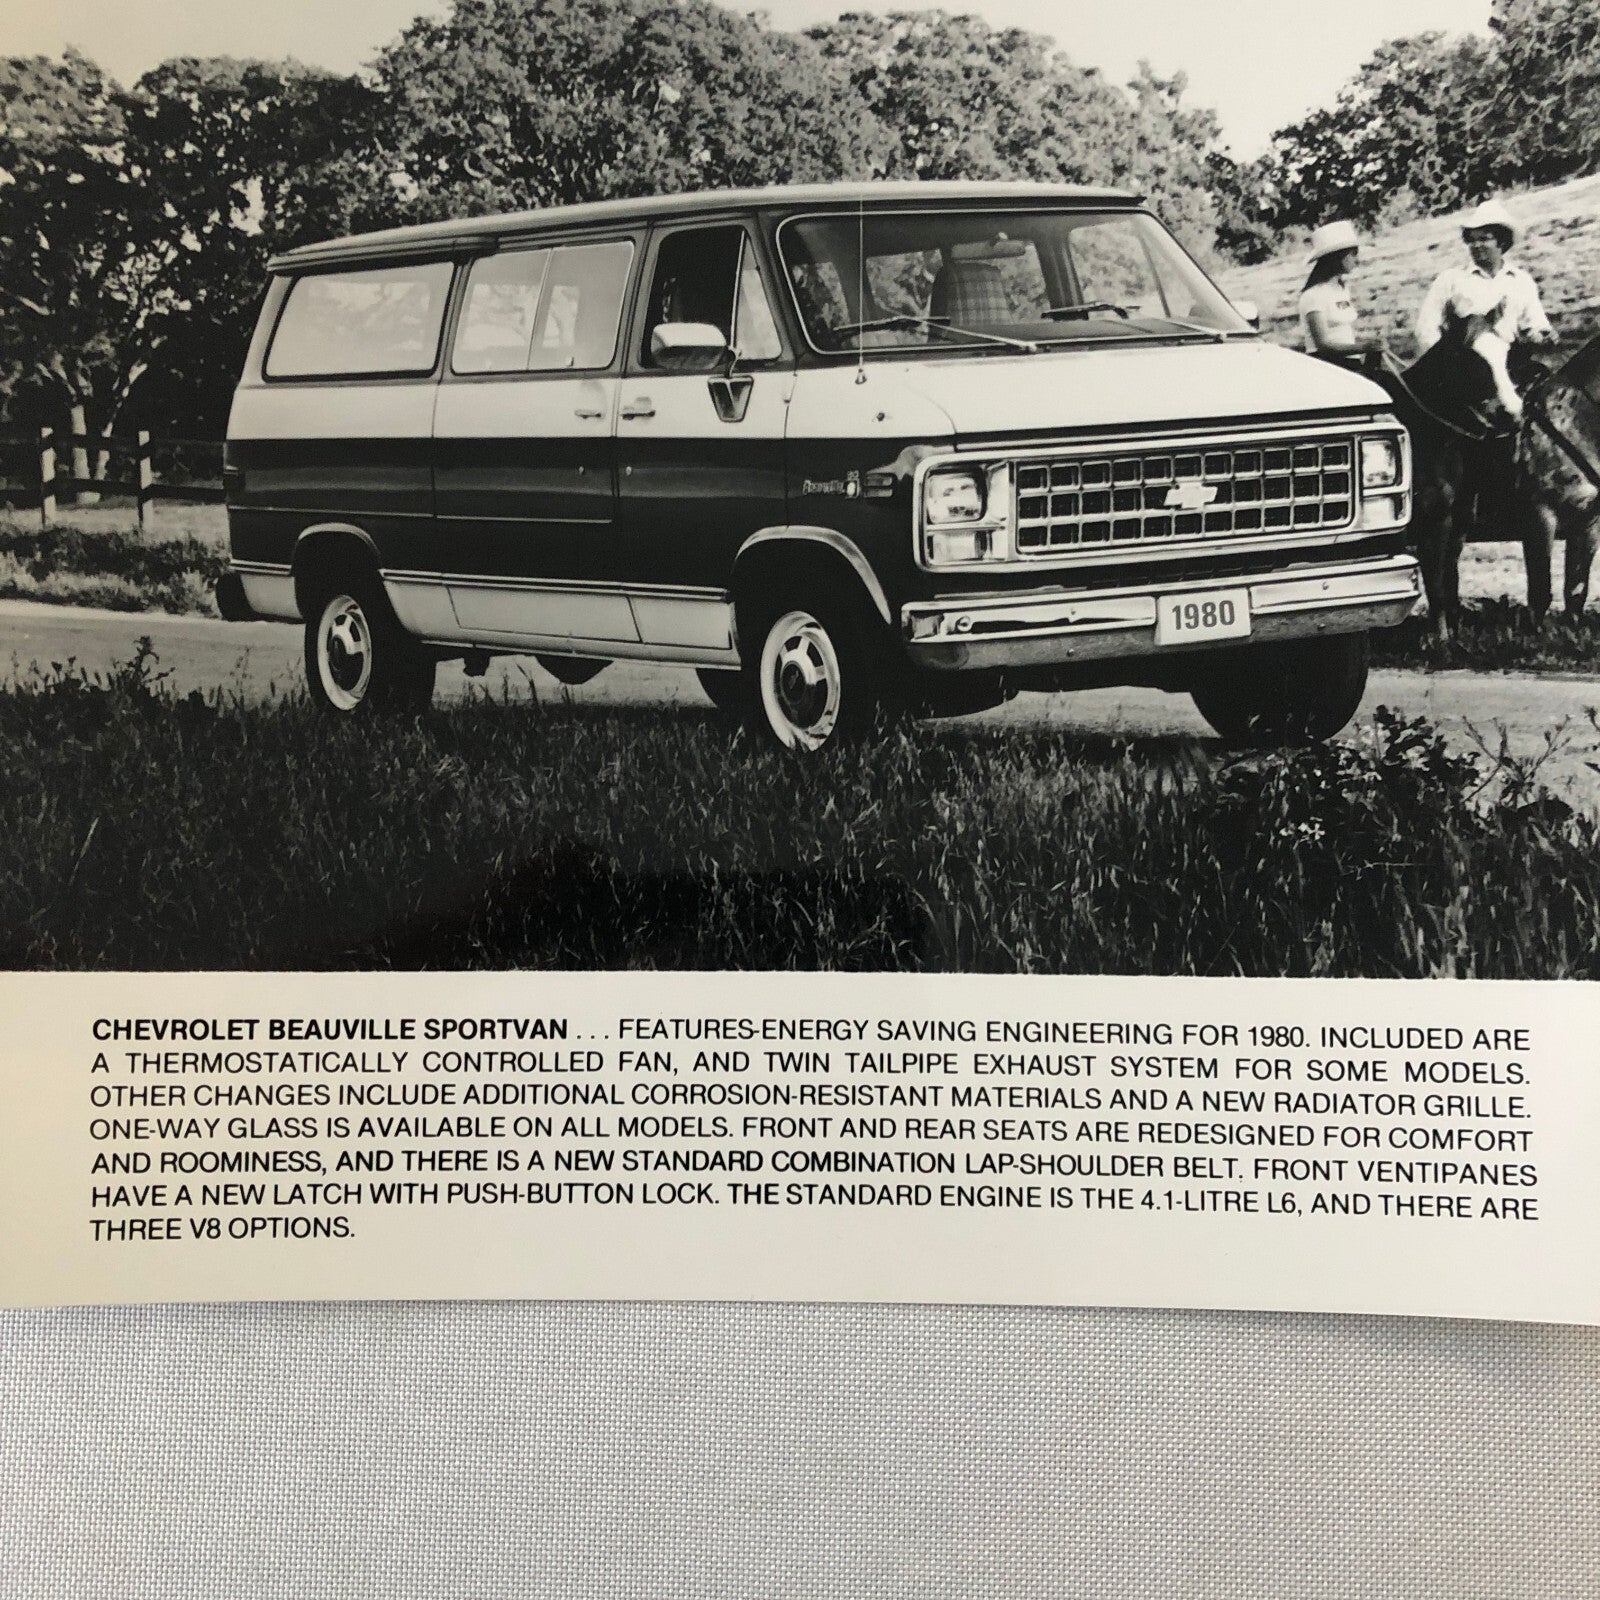 Beauville 20
1980
CHEVROLET BEAUVILLE SPORTVAN ... FEATURES-ENERGY SAVING ENGINEERING FOR 1980. INCLUDED ARE
A THERMOSTATICALLY CONTROLLED FAN, AND TWIN TAILPIPE EXHAUST SYSTEM FOR SOME MODELS.
OTHER CHANGES INCLUDE ADDITIONAL CORROSION-RESISTANT MATERIALS AND A NEW RADIATOR GRILLE.
ONE-WAY GLASS IS AVAILABLE ON ALL MODELS. FRONT AND REAR SEATS ARE REDESIGNED FOR COMFORT
AND ROOMINESS, AND THERE IS A NEW STANDARD COMBINATION LAP-SHOULDER BELT. FRONT VENTIPANES
HAVE A NEW LATCH WITH PUSH-BUTTON LOCK. THE STANDARD ENGINE IS THE 4.1-LITRE L6, AND THERE ARE
THREE V8 OPTIONS.